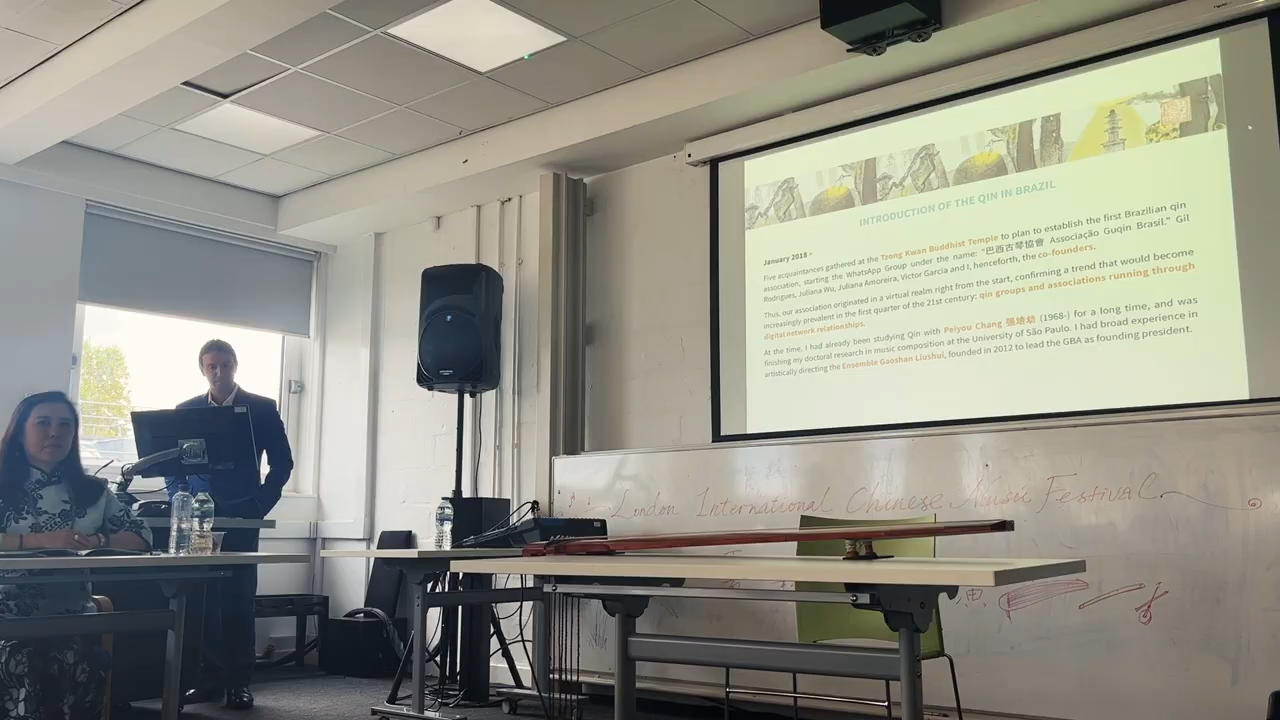 INTRODUCTION OF THE QIN IN BRAZIL
January 2018 -
Five acquaintances gathered at the Tzong Kwan Buddhist Temple to plan to establish the first Brazilian qin
association, starting the WhatsApp Group under the name: "巴西古琴協會 Associação Guqin Brasil." Gil
Rodrigues, Juliana Wu, Juliana Amoreira, Victor Garcia and I, henceforth, the co-founders.
Thus, our association originated in a virtual realm right from the start, confirming a trend that would become
increasingly prevalent in the first quarter of the 21st century: qin groups and associations running through
digital network relationships.
At the time, I had already been studying Qin with Peiyou Chang 張培幼 (1968-) for a long time, and was
finishing my doctoral research in music composition at the University of São Paulo. I had broad experience in
artistically directing the Ensemble Gaoshan Liushui, founded in 2012 to lead the GBA as founding president.
London International Chinese Music Festival